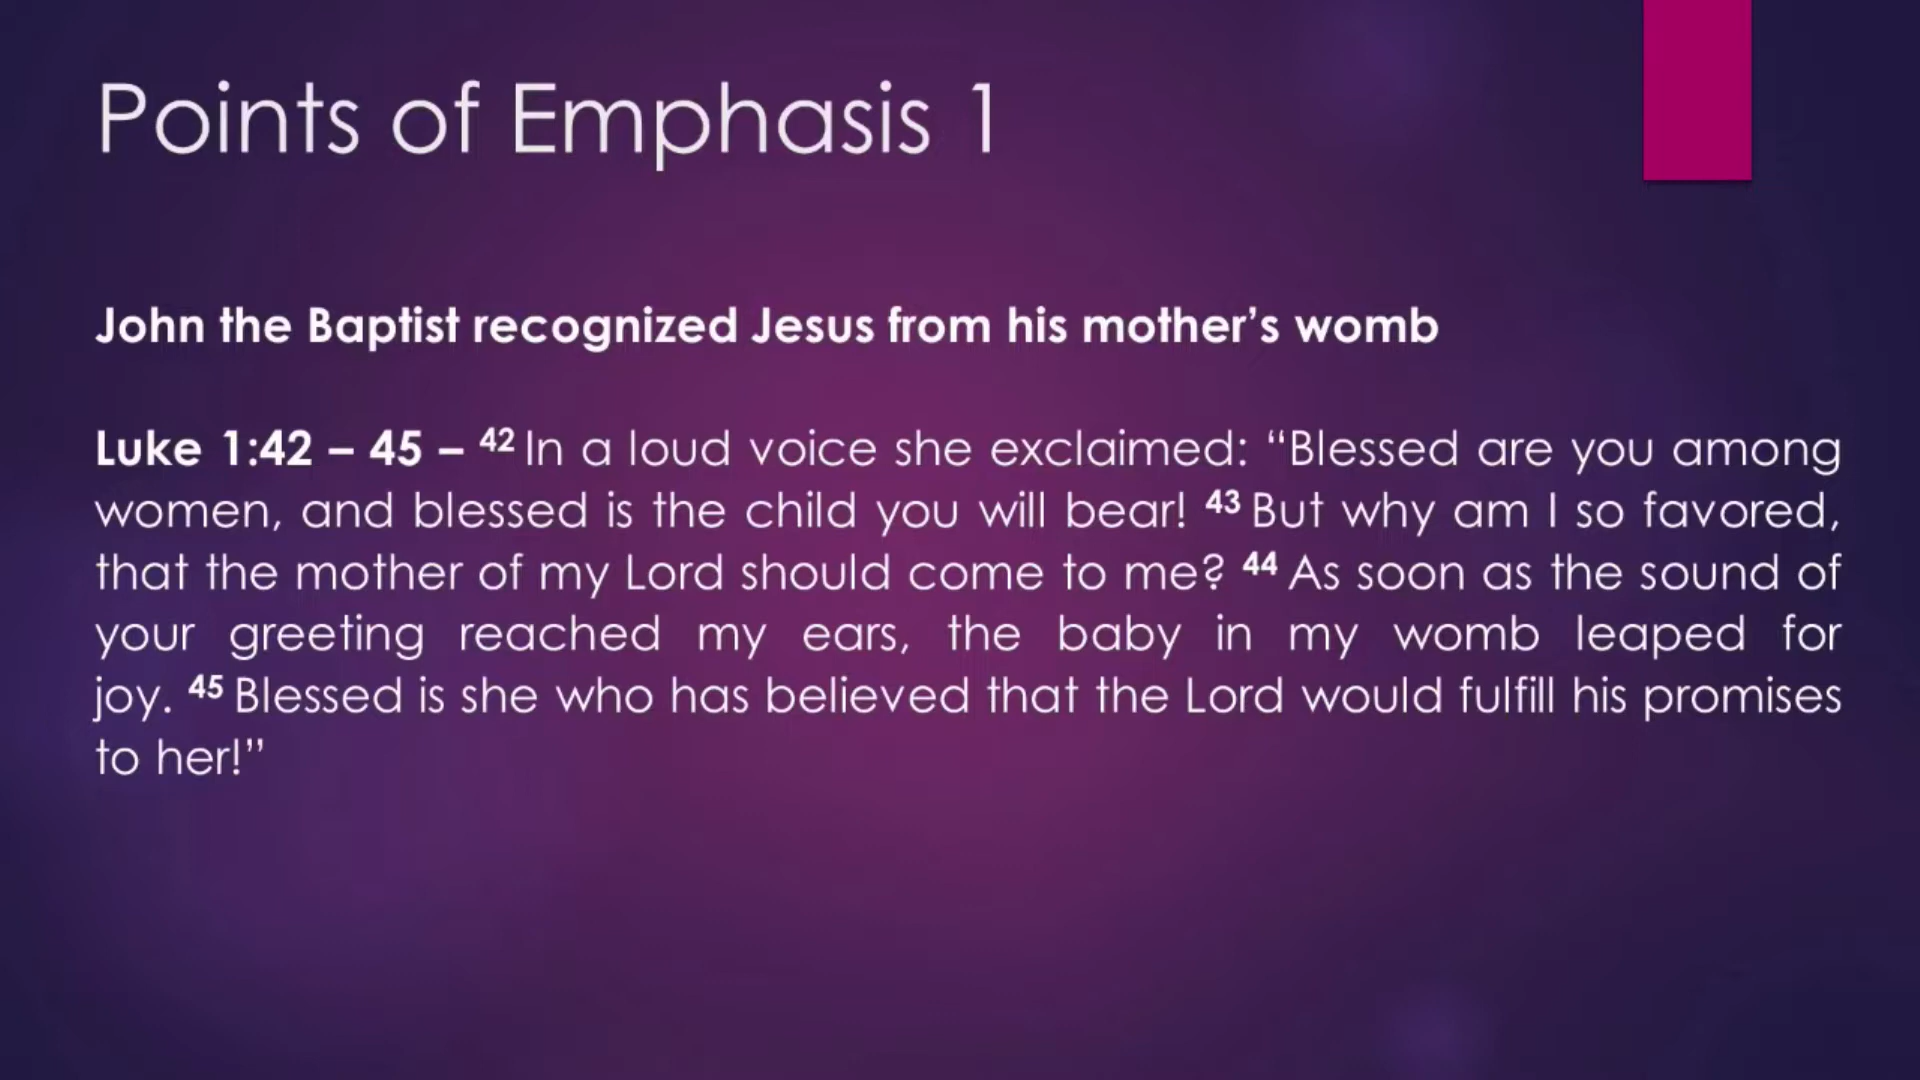 Points of Emphasis 1
John the Baptist recognized Jesus from his mother’s womb
Luke 1:42 – 45 – 42 In a loud voice she exclaimed: “Blessed are you among
women, and blessed is the child you will bear! 43 But why am I so favored,
that the mother of my Lord should come to me? 44 As soon as the sound of
your greeting reached my ears, the baby in my womb leaped for
joy. 45 Blessed is she who has believed that the Lord would fulfill his promises
to her!”